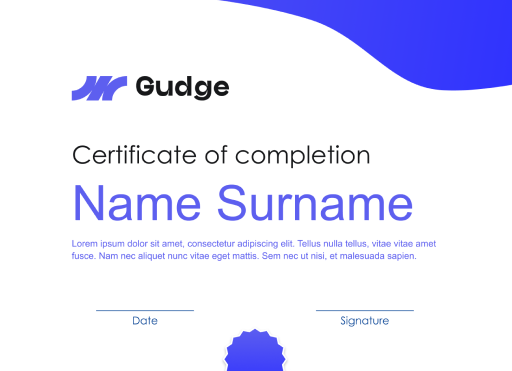 Gudge
Certificate of completion
Name Surname
Lorem ipsum dolor sit amet, consectetur adipiscing elit. Tellus nulla tellus, vitae vitae amet
fusce. Nam nec aliquet nunc vitae eget mattis. Sem nec ut nisi, et malesuada sapien.
Date
Signature